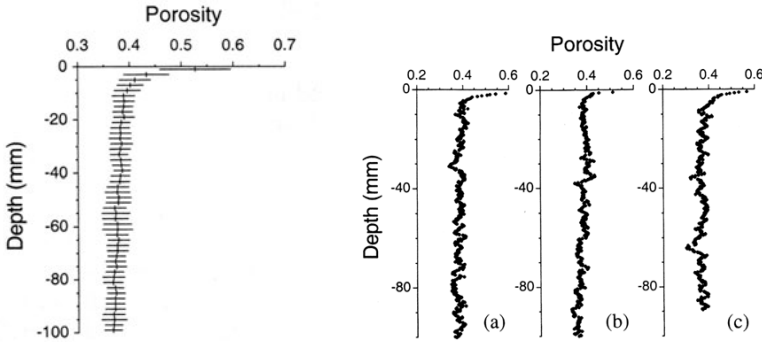 Porosity
0.3 0.4 0.5 0.6 0.7
0
-20
-40
-60
-80
-100
Depth (mm)
Porosity
0.2 0.4 0.6 0.2 0.4 0.6 0.2 0.4 0.6
0 0 0
-40 -40 -40
-80 -80 -80
Depth (mm)
(a) (b) (c)